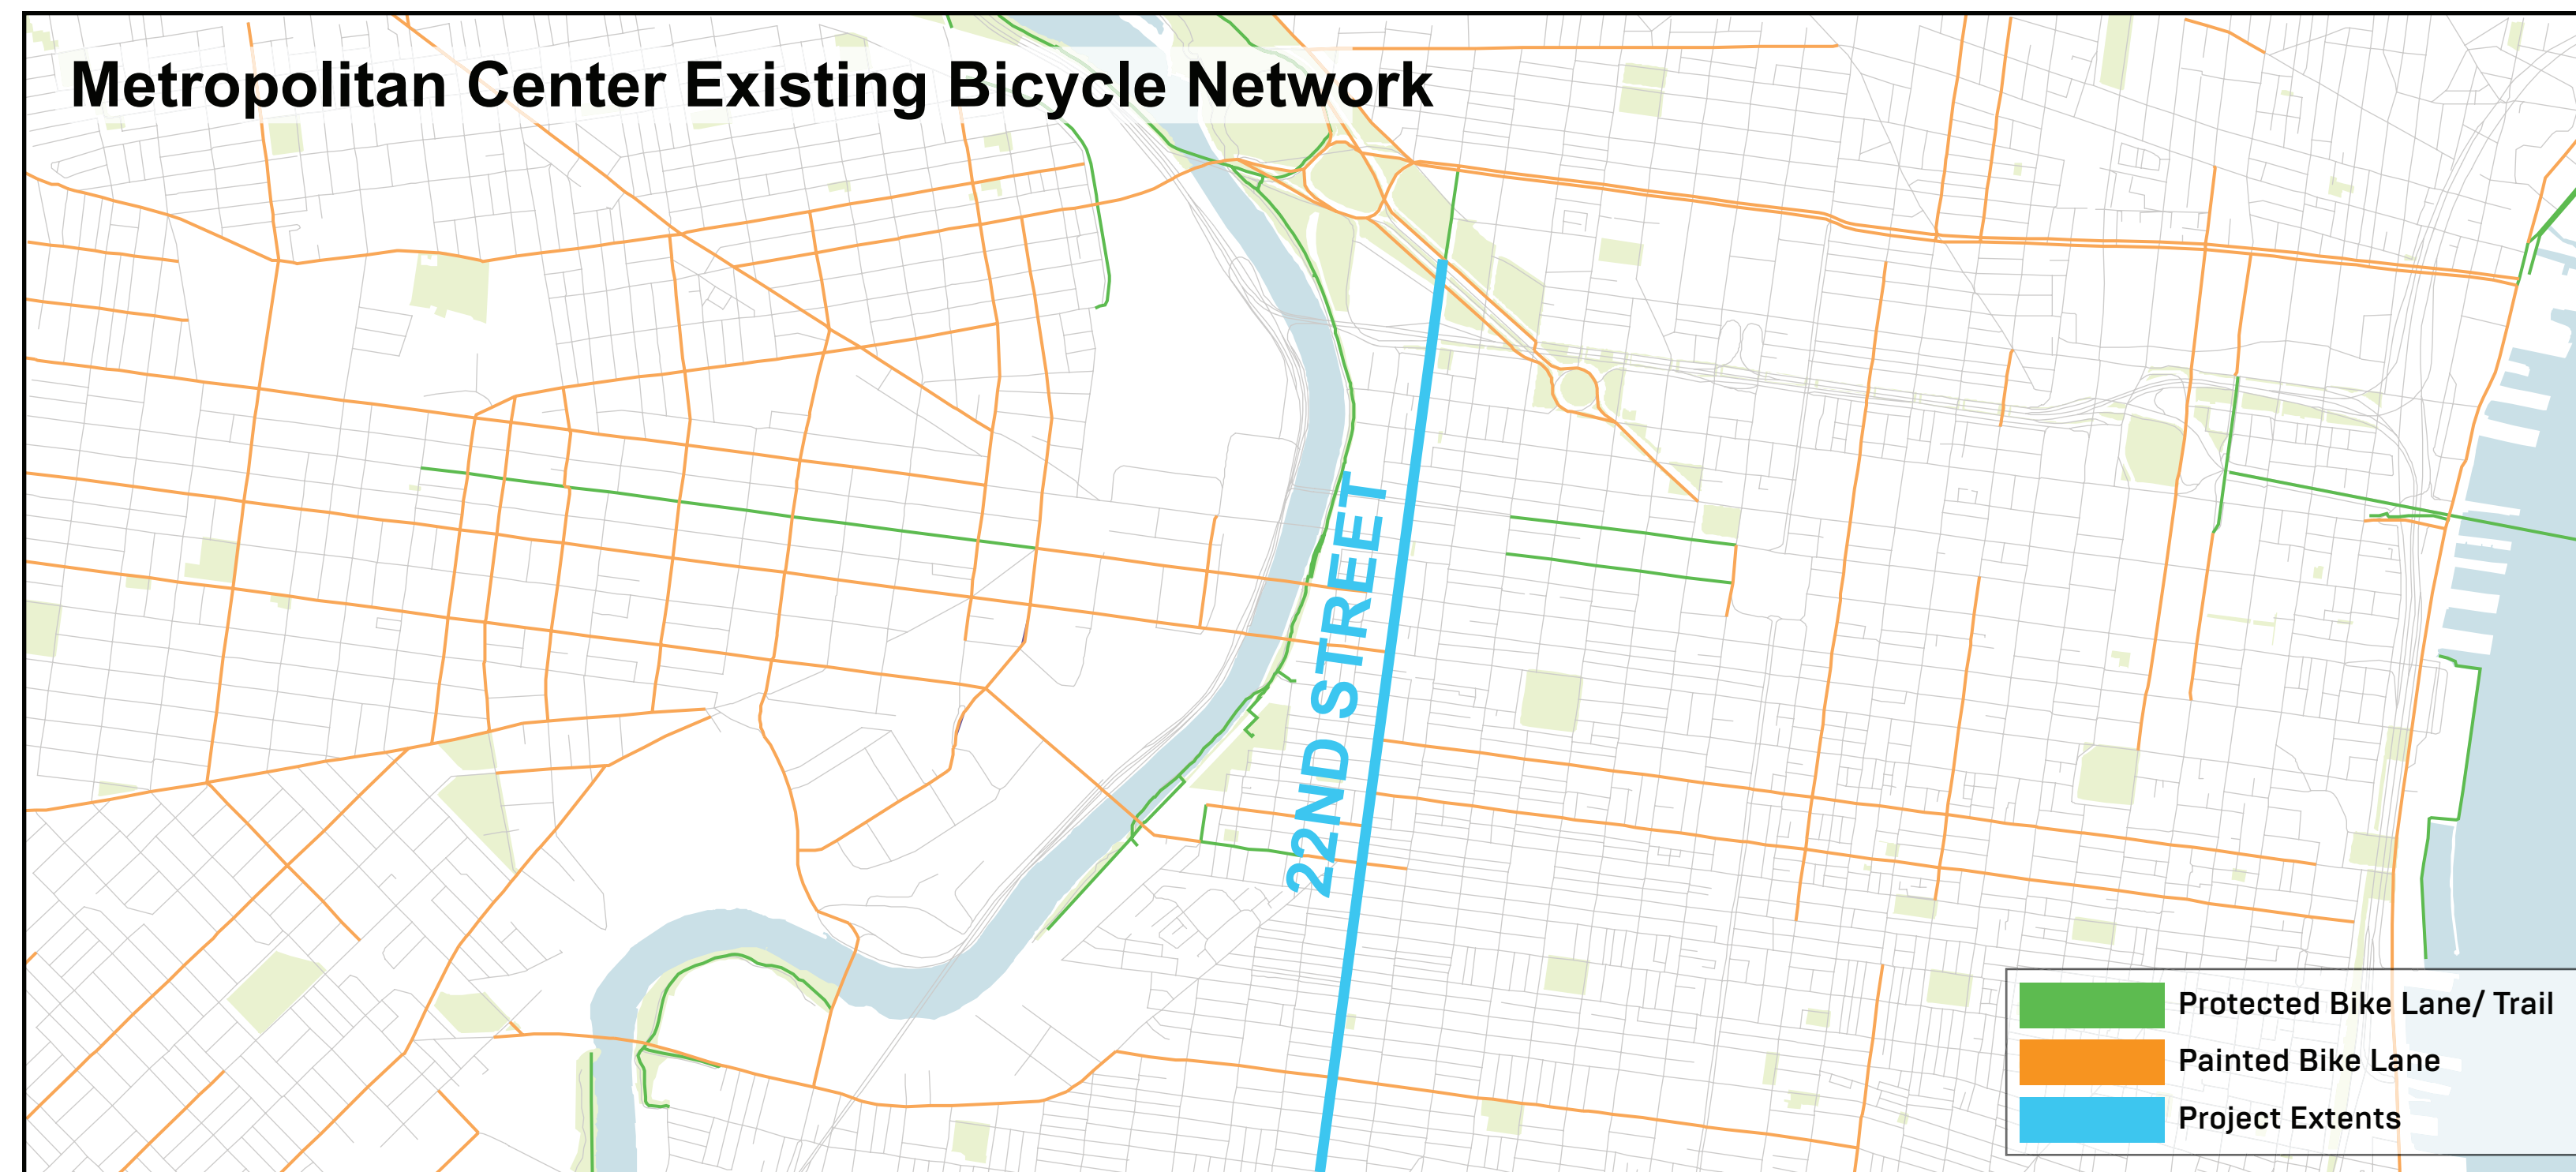 Metropolitan Center Existing Bicycle Network
22ND STREET
Protected Bike Lane/ Trail
Painted Bike Lane
Project Extents